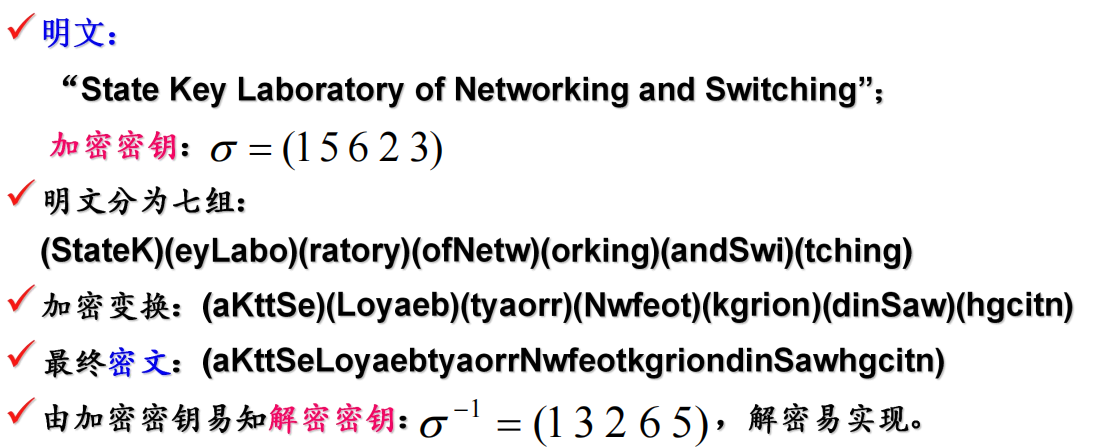 ✓ 明文：
“State Key Laboratory of Networking and Switching”；
加密密钥：σ = (1 5 6 2 3)
✓ 明文分为七组：
(StateK)(eyLabo)(ratory)(ofNetw)(orking)(andSwi)(tching)
✓ 加密变换：(aKttSe)(Loyaeb)(tyaorr)(Nwfeot)(kgrion)(dinSaw)(hgcitn)
✓ 最终密文：(aKttSeLoyaebtyaorrNwfeotkgriondinSawhgcitn)
✓ 由加密密钥易知解密密钥：σ⁻¹ = (1 3 2 6 5)，解密易实现。